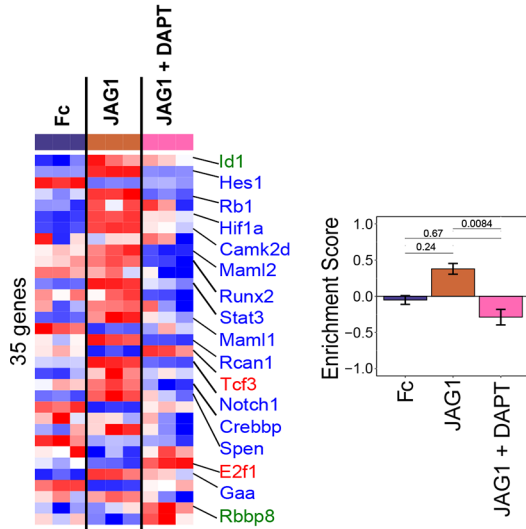 Fc
JAG1
JAG1 + DAPT
35 genes
Id1
Hes1
Rb1
Hif1a
Camk2d
Maml2
Runx2
Stat3
Maml1
Rcan1
Tcf3
Notch1
Crebbp
Spen
E2f1
Gaa
Rbbp8
Enrichment Score
1.0
0.5
0.0
−0.5
−1.0
0.0084
0.67
0.24
Fc
JAG1
JAG1 + DAPT